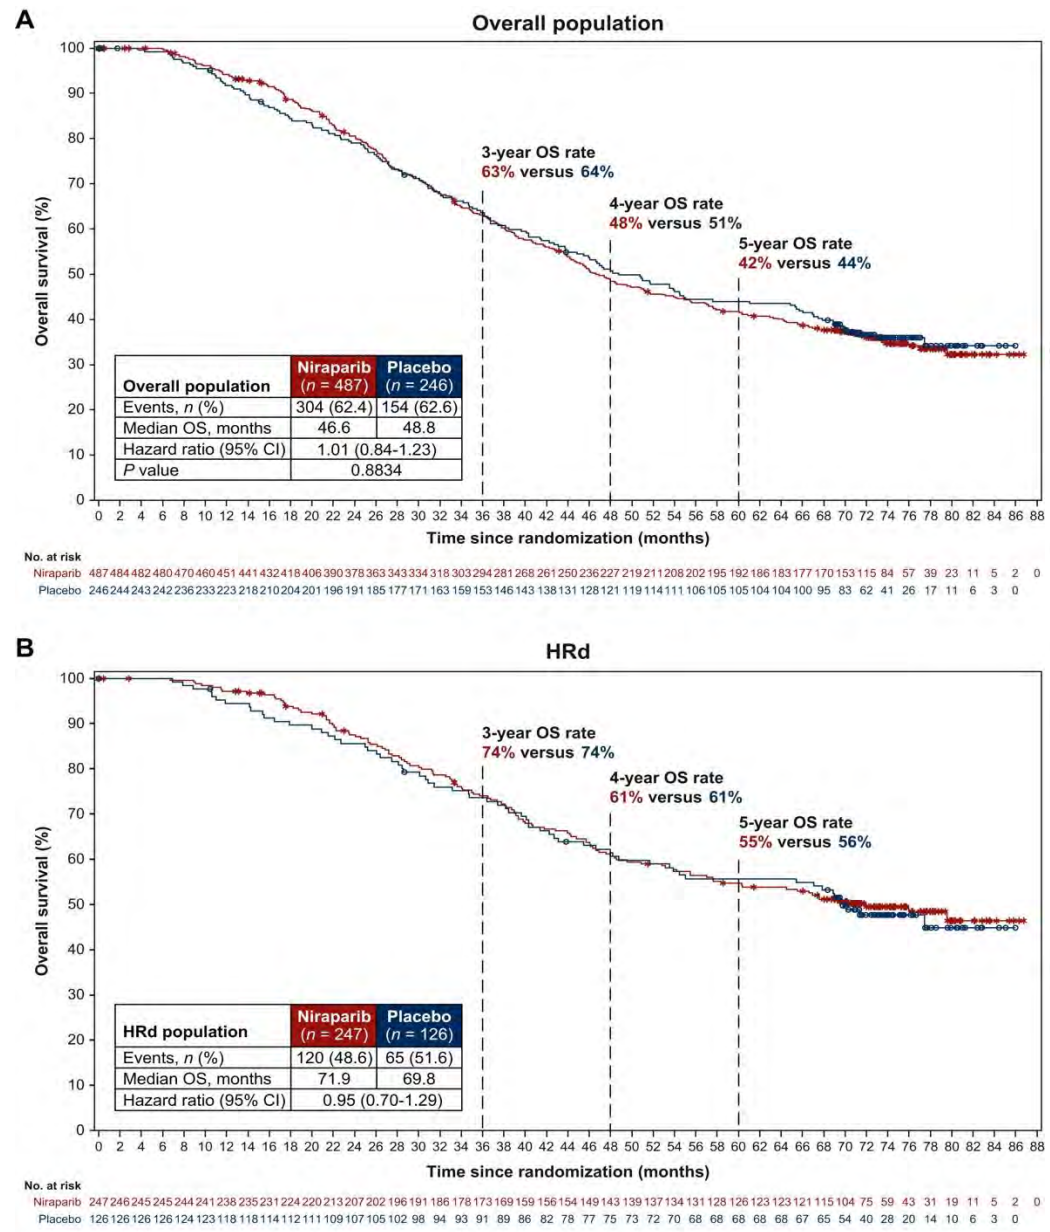 A
Overall population
Overall survival (%)
100
90
80
70
60
50
40
30
20
10
0
3-year OS rate
63% versus 64%
4-year OS rate
48% versus 51%
5-year OS rate
42% versus 44%
Overall population Niraparib (n = 487) Placebo (n = 246)
Events, n (%) 304 (62.4) 154 (62.6)
Median OS, months 46.6 48.8
Hazard ratio (95% CI) 1.01 (0.84-1.23)
P value 0.8834
0 2 4 6 8 10 12 14 16 18 20 22 24 26 28 30 32 34 36 38 40 42 44 46 48 50 52 54 56 58 60 62 64 66 68 70 72 74 76 78 80 82 84 86 88
Time since randomization (months)
No. at risk
Niraparib 487 484 482 480 470 460 451 441 432 418 406 390 378 363 343 334 318 303 294 281 268 261 250 236 227 219 211 208 202 195 192 186 183 177 170 153 115 84 57 39 23 11 5 2 0
Placebo 246 244 243 242 236 233 223 218 210 204 201 196 191 185 177 171 163 159 153 146 143 138 131 128 121 119 114 111 106 105 105 104 104 100 95 83 62 41 26 17 11 6 3 0
B
HRd
Overall survival (%)
100
90
80
70
60
50
40
30
20
10
0
3-year OS rate
74% versus 74%
4-year OS rate
61% versus 61%
5-year OS rate
55% versus 56%
HRd population Niraparib (n = 247) Placebo (n = 126)
Events, n (%) 120 (48.6) 65 (51.6)
Median OS, months 71.9 69.8
Hazard ratio (95% CI) 0.95 (0.70-1.29)
0 2 4 6 8 10 12 14 16 18 20 22 24 26 28 30 32 34 36 38 40 42 44 46 48 50 52 54 56 58 60 62 64 66 68 70 72 74 76 78 80 82 84 86 88
Time since randomization (months)
No. at risk
Niraparib 247 246 245 245 244 241 238 235 231 224 220 213 207 202 196 191 186 178 173 169 159 156 154 149 143 139 137 134 131 128 126 123 123 121 115 104 75 59 43 31 19 11 5 2 0
Placebo 126 126 126 126 124 123 118 118 114 112 111 109 107 105 102 98 94 93 91 89 86 82 78 77 75 73 72 70 68 68 68 68 68 67 65 54 40 28 20 14 10 6 3 0